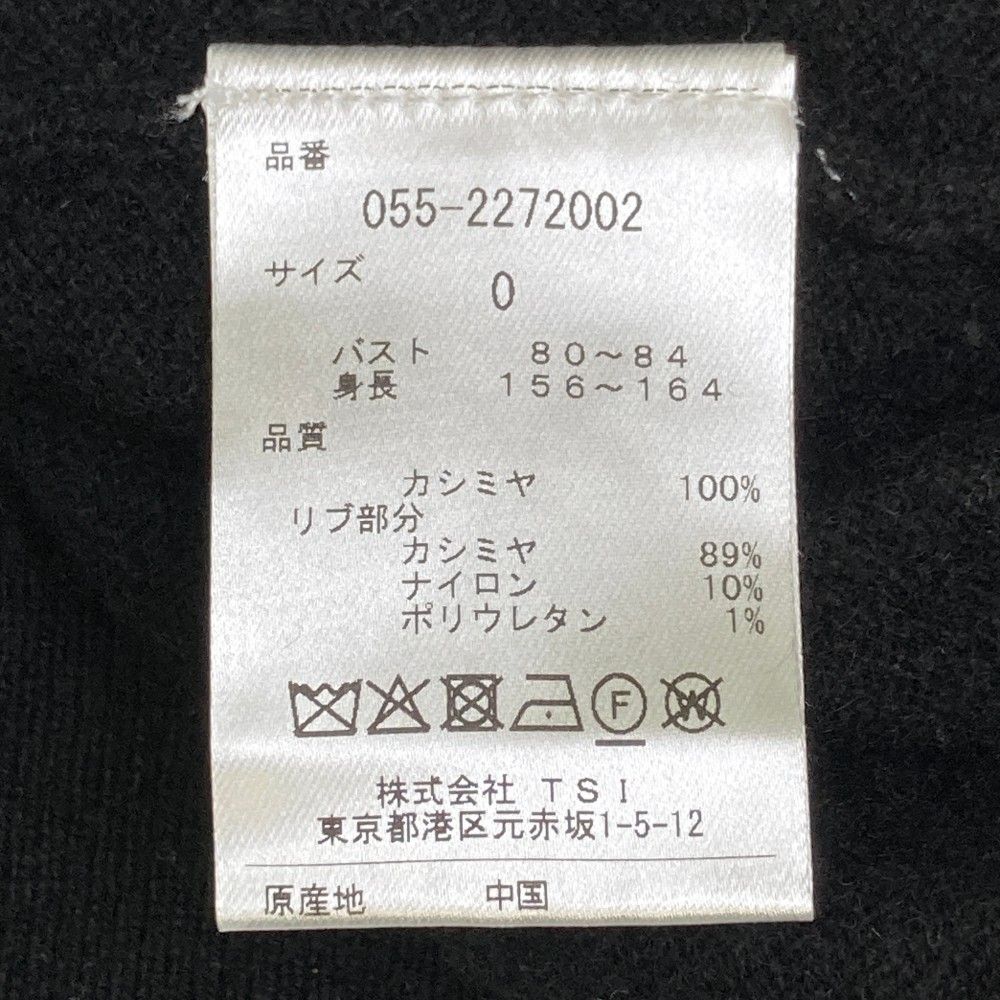 品番
055-2272002
サイズ 0
バスト 80~84
身長 156~164
品質
カシミヤ 100%
リブ部分
カシミヤ 89%
ナイロン 10%
ポリウレタン 1%
F W
株式会社 TSI
東京都港区元赤坂1-5-12
原産地 中国